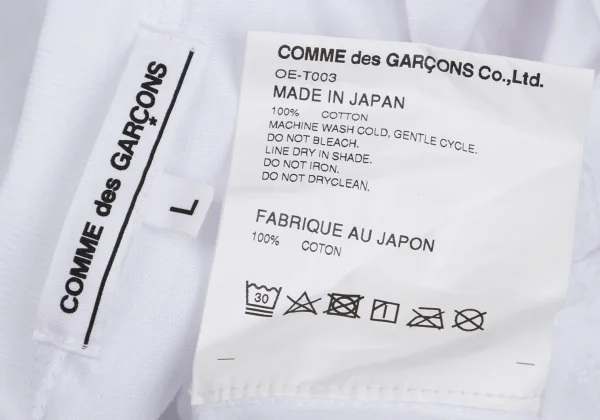 COMME des GARÇONS
L
COMME des GARÇONS Co.,Ltd.
OE-T003
MADE IN JAPAN
100% COTTON
MACHINE WASH COLD, GENTLE CYCLE.
DO NOT BLEACH.
LINE DRY IN SHADE.
DO NOT IRON.
DO NOT DRYCLEAN.
FABRIQUE AU JAPON
100% COTON
30